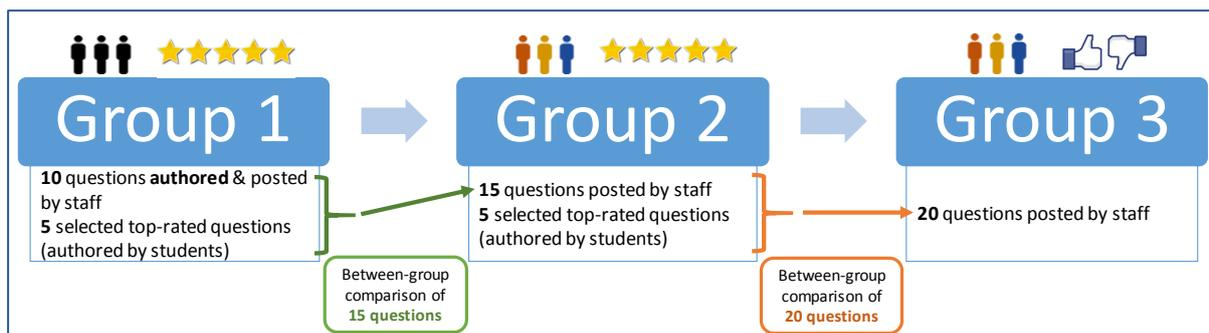 Group 1
10 questions authored & posted
by staff
5 selected top-rated questions
(authored by students)
Between-group
comparison of
15 questions
Group 2
15 questions posted by staff
5 selected top-rated questions
(authored by students)
Between-group
comparison of
20 questions
Group 3
20 questions posted by staff